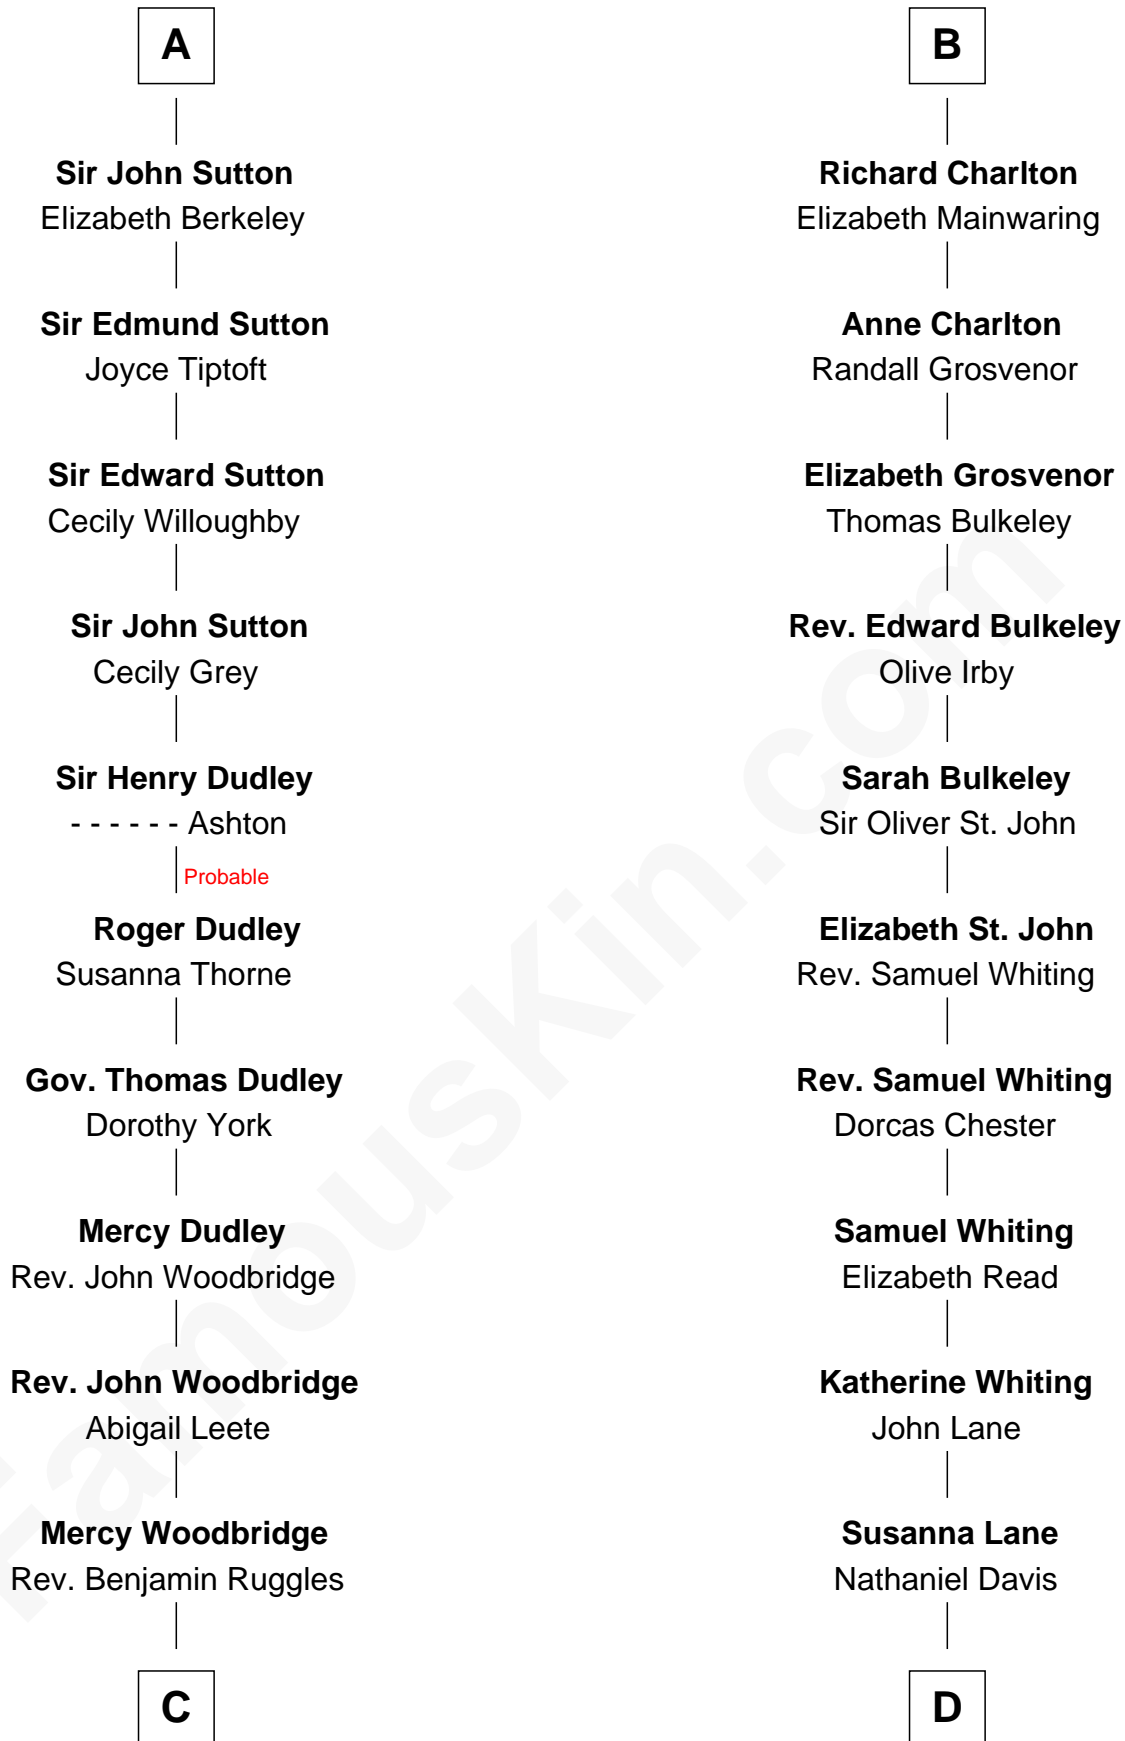 A
Sir John Sutton
Elizabeth Berkeley
Sir Edmund Sutton
Joyce Tiptoft
Sir Edward Sutton
Cecily Willoughby
Sir John Sutton
Cecily Grey
Sir Henry Dudley
- - - - - - Ashton
Probable
Roger Dudley
Susanna Thorne
Gov. Thomas Dudley
Dorothy York
Mercy Dudley
Rev. John Woodbridge
Rev. John Woodbridge
Abigail Leete
Mercy Woodbridge
Rev. Benjamin Ruggles
C
B
Richard Charlton
Elizabeth Mainwaring
Anne Charlton
Randall Grosvenor
Elizabeth Grosvenor
Thomas Bulkeley
Rev. Edward Bulkeley
Olive Irby
Sarah Bulkeley
Sir Oliver St. John
Elizabeth St. John
Rev. Samuel Whiting
Rev. Samuel Whiting
Dorcas Chester
Samuel Whiting
Elizabeth Read
Katherine Whiting
John Lane
Susanna Lane
Nathaniel Davis
D
FamousKin.com